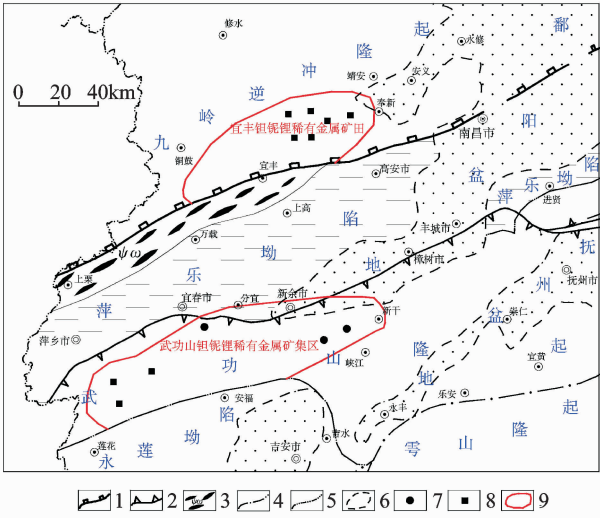 修水
九岭逆冲隆起
永修
鄱阳盆地
靖安
安义
奉新
0 20 40km
宜丰钽铌锂稀有金属矿田
南昌市
铜鼓
宜丰
高安市
萍乐坳陷
进贤
上高
万载
丰城市
ψω
樟树市
抚州盆地
抚州市
上栗
萍乐坳陷
宜春市
分宜
新余市
新干
崇仁
萍乡市
武功山钽铌锂稀有金属矿集区
武功山隆起
峡江
宜黄
抚州隆起
安福
乐安
永丰
吉水
莲花
永莲坳陷
吉安市
雩山隆起
1 2 3 4 5 6 7 8 9